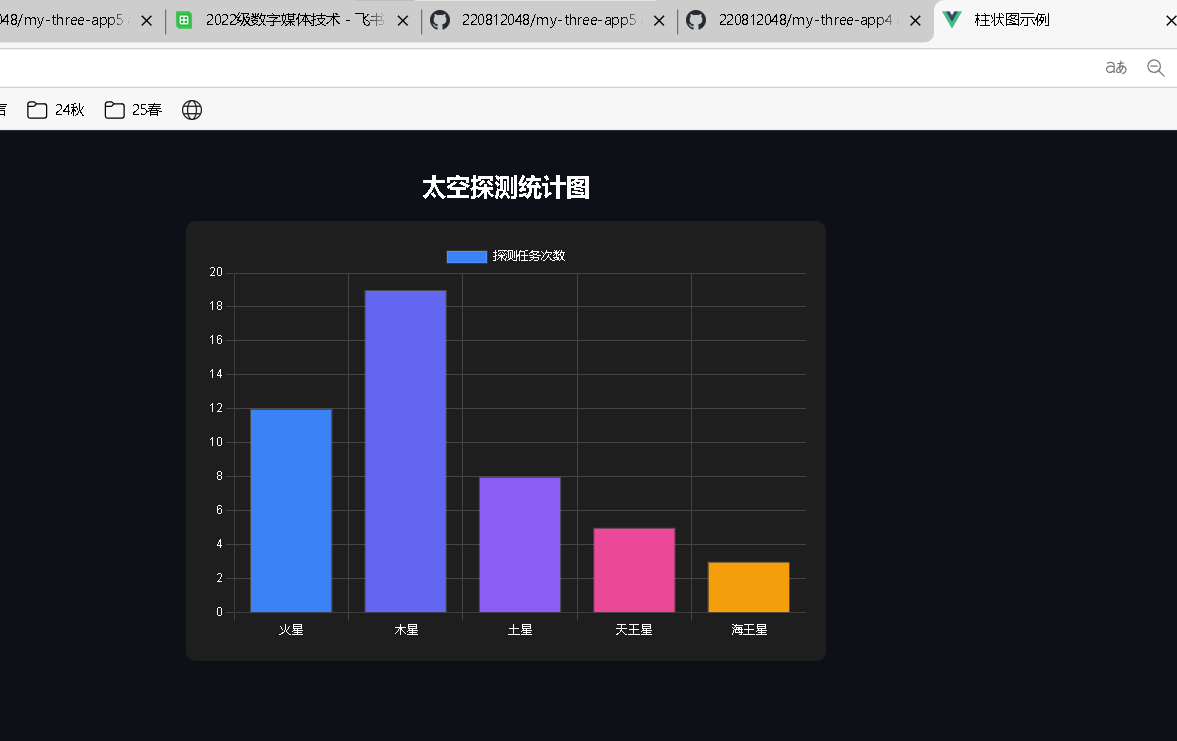 048/my-three-app5
2022级数字媒体技术 - 飞书
220812048/my-three-app5
220812048/my-three-app4
柱状图示例
aあ
24秋
25春
太空探测统计图
探测任务次数
20
18
16
14
12
10
8
6
4
2
0
火星
木星
土星
天王星
海王星